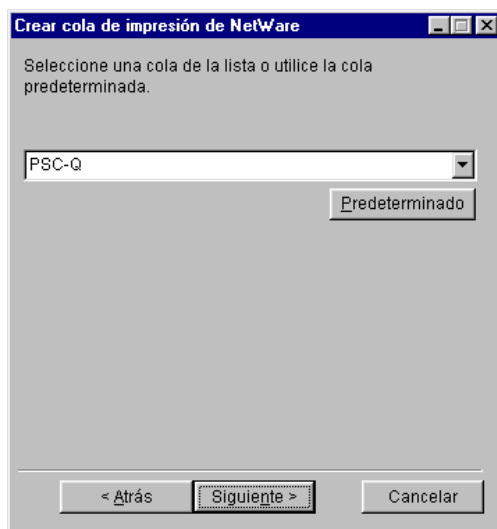 Crear cola de impresión de NetWare
Seleccione una cola de la lista o utilice la cola
predeterminada.
PSC-Q
Predeterminado
< Atrás
Siguiente >
Cancelar